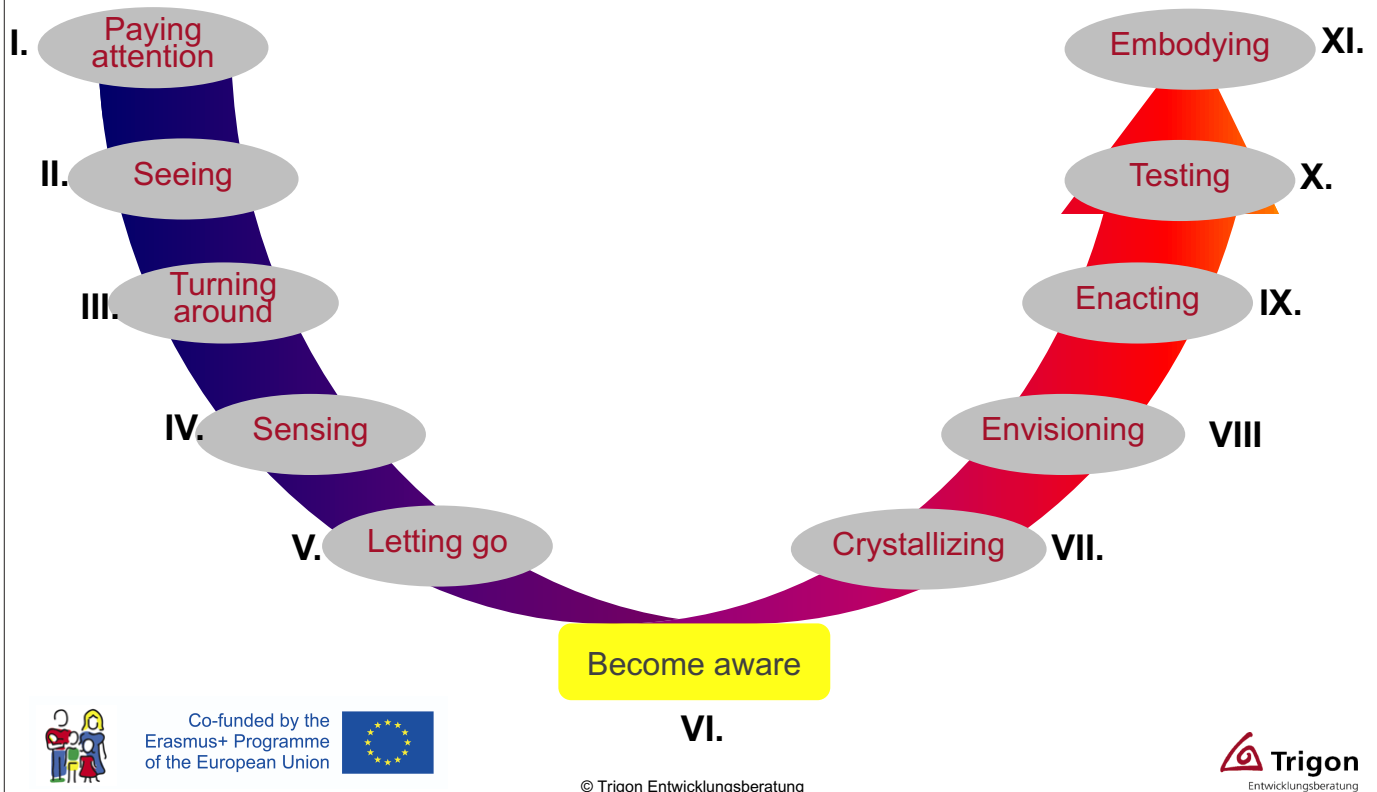 I.
Paying
attention
II.
Seeing
III.
Turning
around
IV.
Sensing
V.
Letting go
Become aware
VI.
Crystallizing
VII.
Envisioning
VIII
Enacting
IX.
Testing
X.
Embodying
XI.
Co-funded by the
Erasmus+ Programme
of the European Union
© Trigon Entwicklungsberatung
Trigon
Entwicklungsberatung